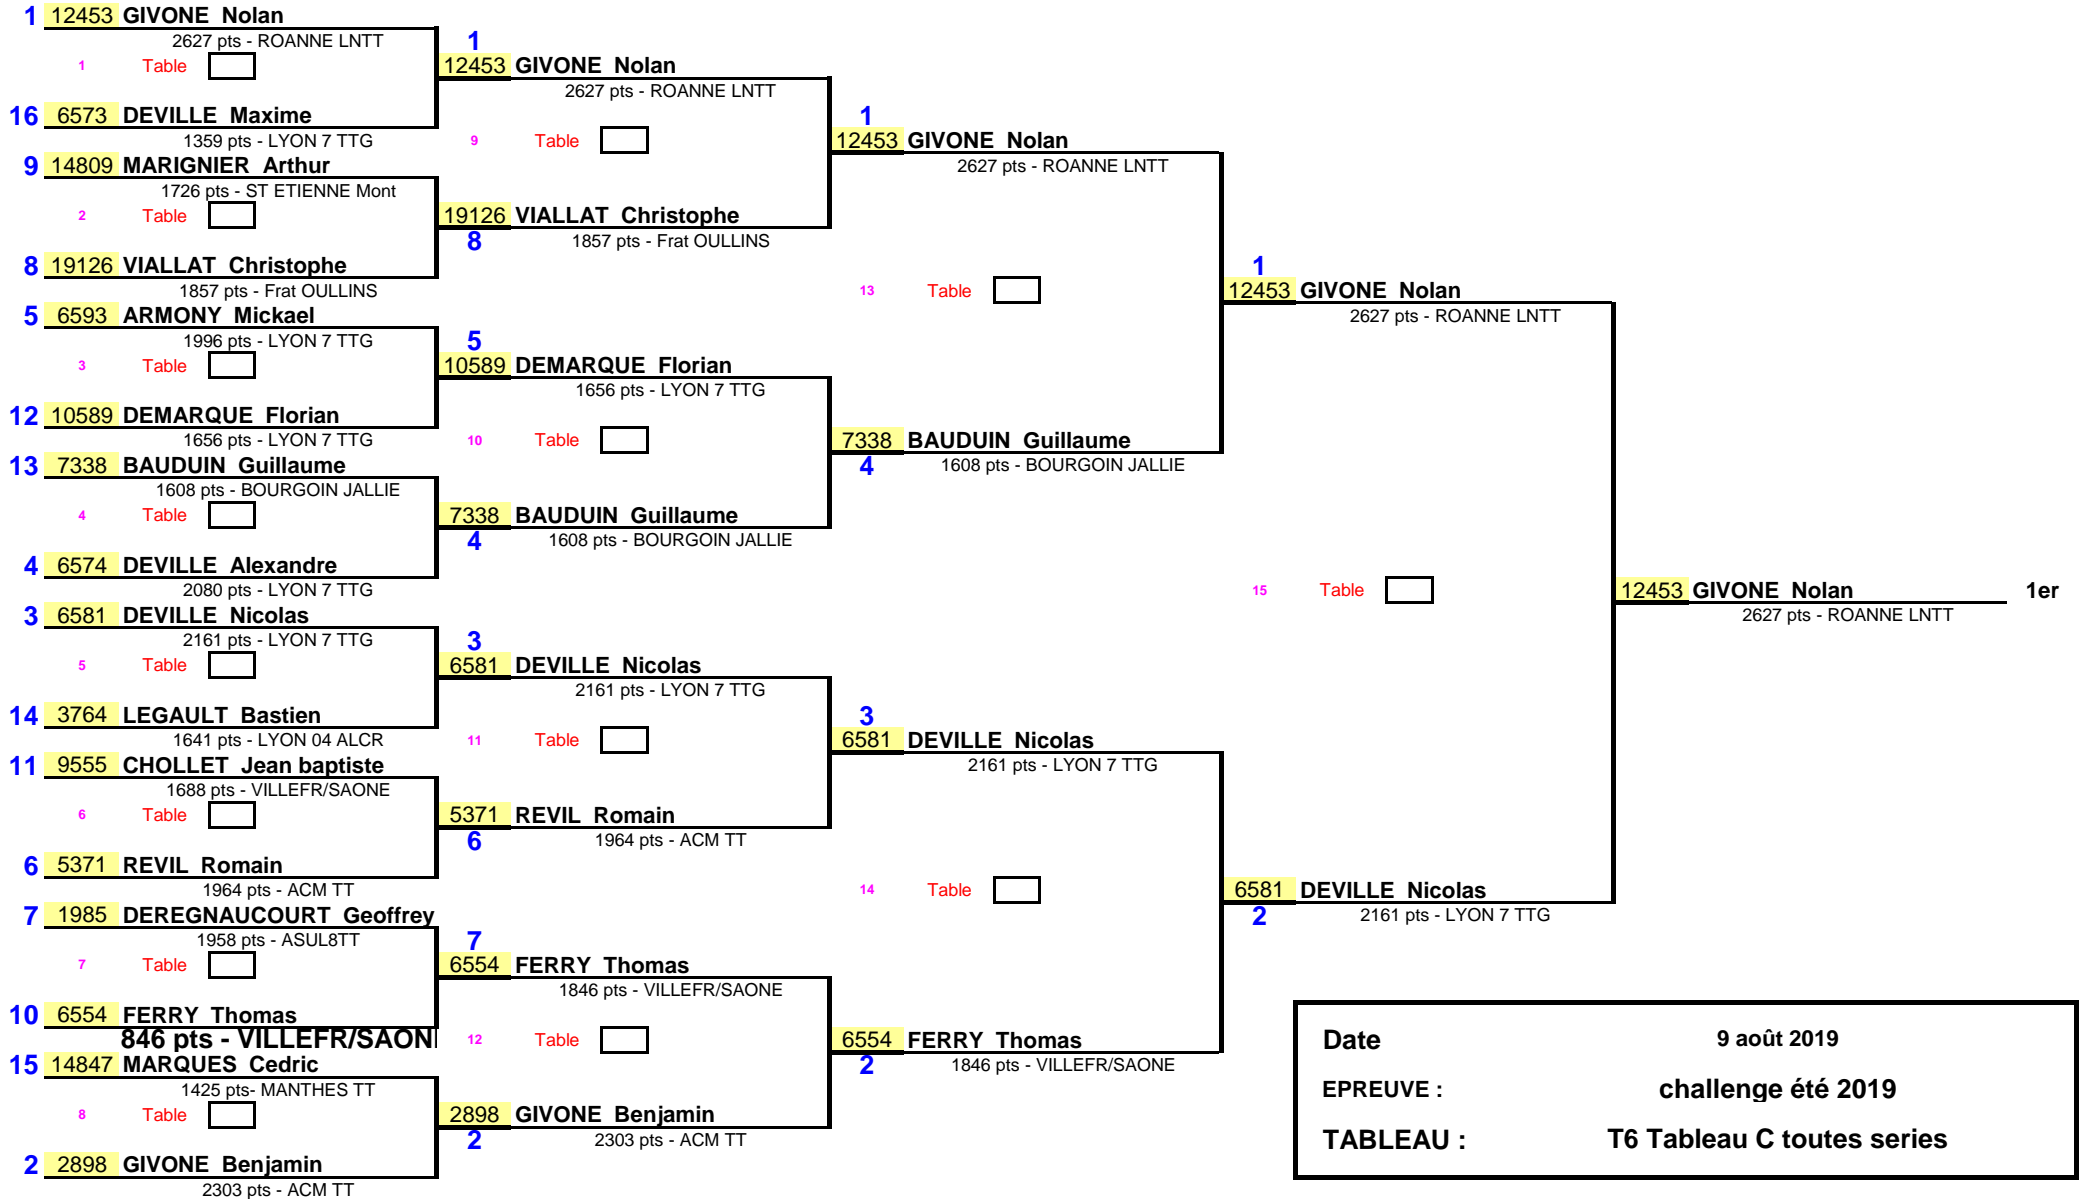 1 12453 GIVONE Nolan
2627 pts - ROANNE LNTT
1 Table
16 6573 DEVILLE Maxime
1359 pts - LYON 7 TTG
9 14809 MARIGNIER Arthur
1726 pts - ST ETIENNE Mont
2 Table
8 19126 VIALLAT Christophe
1857 pts - Frat OULLINS
5 6593 ARMONY Mickael
1996 pts - LYON 7 TTG
3 Table
12 10589 DEMARQUE Florian
1656 pts - LYON 7 TTG
13 7338 BAUDUIN Guillaume
1608 pts - BOURGOIN JALLIE
4 Table
4 6574 DEVILLE Alexandre
2080 pts - LYON 7 TTG
3 6581 DEVILLE Nicolas
2161 pts - LYON 7 TTG
5 Table
14 3764 LEGAULT Bastien
1641 pts - LYON 04 ALCR
11 9555 CHOLLET Jean baptiste
1688 pts - VILLEFR/SAONE
6 Table
6 5371 REVIL Romain
1964 pts - ACM TT
7 1985 DEREGNAUCOURT Geoffrey
1958 pts - ASUL8TT
7 Table
10 6554 FERRY Thomas
846 pts - VILLEFR/SAON
15 14847 MARQUES Cedric
1425 pts- MANTHES TT
8 Table
2 2898 GIVONE Benjamin
2303 pts - ACM TT
1
12453 GIVONE Nolan
2627 pts - ROANNE LNTT
9 Table
19126 VIALLAT Christophe
8 1857 pts - Frat OULLINS
5
10589 DEMARQUE Florian
1656 pts - LYON 7 TTG
10 Table
7338 BAUDUIN Guillaume
4 1608 pts - BOURGOIN JALLIE
3
6581 DEVILLE Nicolas
2161 pts - LYON 7 TTG
11 Table
5371 REVIL Romain
6 1964 pts - ACM TT
7
6554 FERRY Thomas
1846 pts - VILLEFR/SAONE
12 Table
2898 GIVONE Benjamin
2 2303 pts - ACM TT
1
12453 GIVONE Nolan
2627 pts - ROANNE LNTT
13 Table
7338 BAUDUIN Guillaume
4 1608 pts - BOURGOIN JALLIE
3
6581 DEVILLE Nicolas
2161 pts - LYON 7 TTG
14 Table
6554 FERRY Thomas
2 1846 pts - VILLEFR/SAONE
1
12453 GIVONE Nolan
2627 pts - ROANNE LNTT
15 Table
6581 DEVILLE Nicolas
2 2161 pts - LYON 7 TTG
12453 GIVONE Nolan 1er
2627 pts - ROANNE LNTT
Date 9 août 2019
EPREUVE : challenge été 2019
TABLEAU : T6 Tableau C toutes series